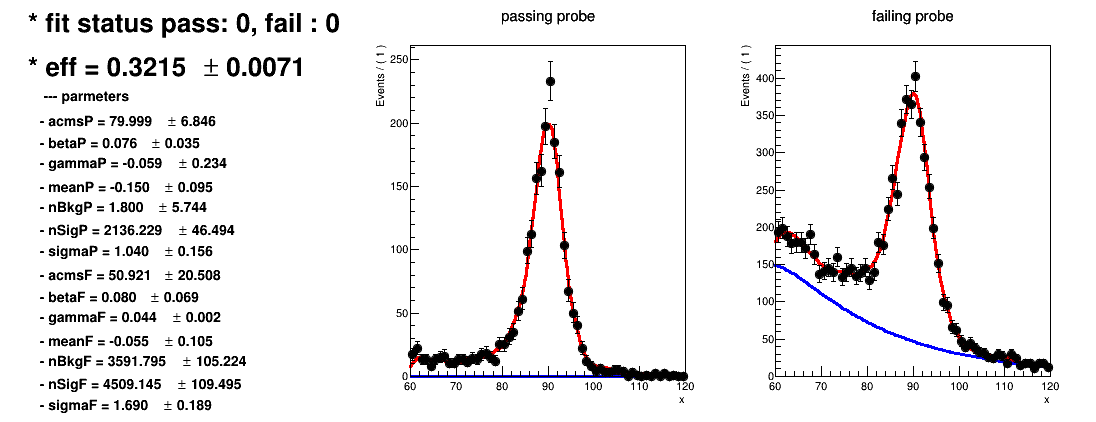 * fit status pass: 0, fail : 0
* eff = 0.3215 ± 0.0071
--- parmeters
- acmsP = 79.999 ± 6.846
- betaP = 0.076 ± 0.035
- gammaP = -0.059 ± 0.234
- meanP = -0.150 ± 0.095
- nBkgP = 1.800 ± 5.744
- nSigP = 2136.229 ± 46.494
- sigmaP = 1.040 ± 0.156
- acmsF = 50.921 ± 20.508
- betaF = 0.080 ± 0.069
- gammaF = 0.044 ± 0.002
- meanF = -0.055 ± 0.105
- nBkgF = 3591.795 ± 105.224
- nSigF = 4509.145 ± 109.495
- sigmaF = 1.690 ± 0.189
passing probe
Events / ( 1 )
250
200
150
100
50
0
60 70 80 90 100 110 120
x
failing probe
Events / ( 1 )
400
350
300
250
200
150
100
50
0
60 70 80 90 100 110 120
x